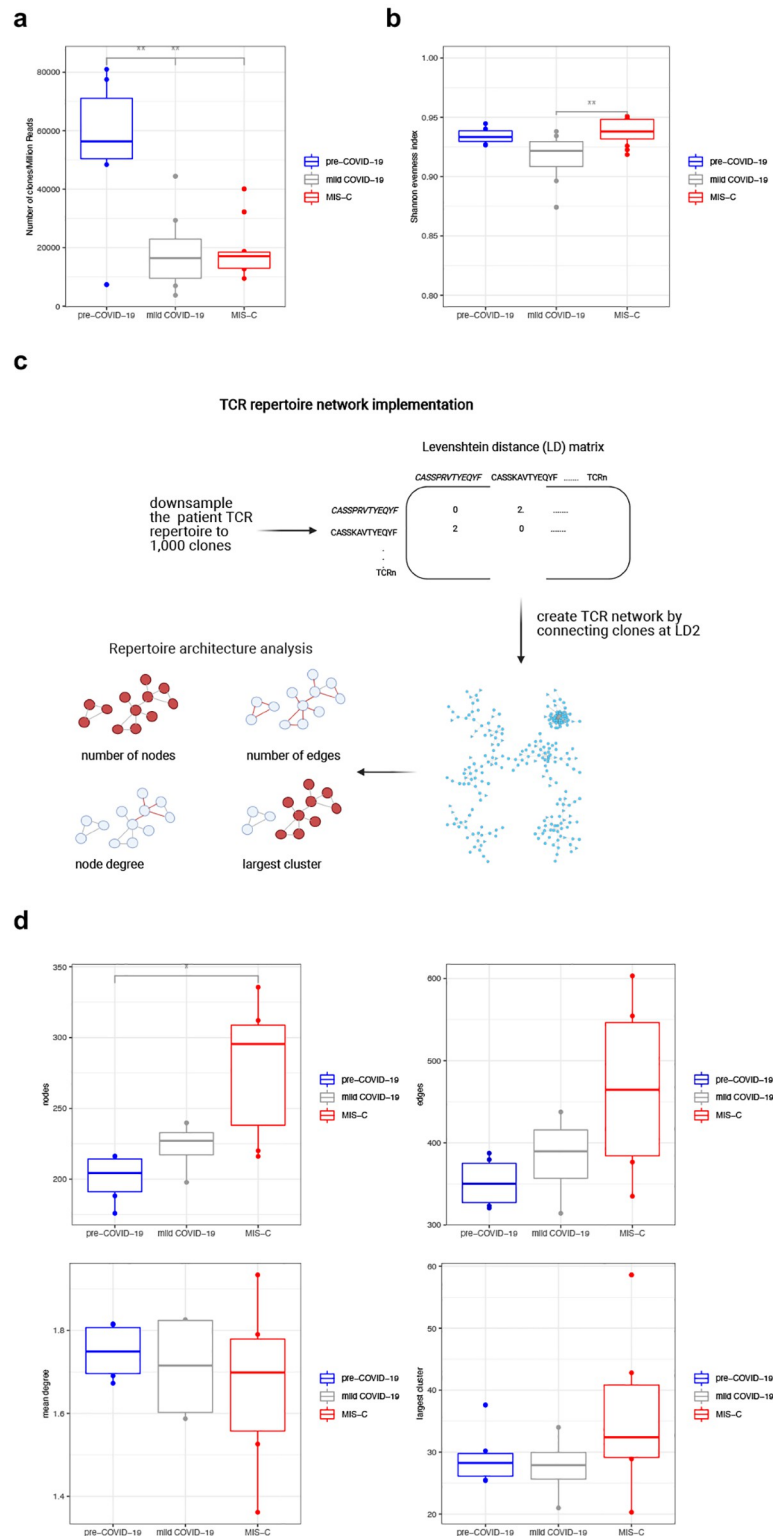 a
b
** **
80000
60000
40000
20000
0
Number of clones/Million Reads
pre-COVID-19 mild COVID-19 MIS-C
pre-COVID-19
mild COVID-19
MIS-C
**
1.00
0.95
0.90
0.85
0.80
Shannon evenness index
pre-COVID-19 mild COVID-19 MIS-C
pre-COVID-19
mild COVID-19
MIS-C
c
TCR repertoire network implementation
Levenshtein distance (LD) matrix
CASSPRVTYEQYF CASSKAVTYEQYF ....... TCRn
downsample
the patient TCR
repertoire to
1,000 clones
CASSPRVTYEQYF 0 2. .......
CASSKAVTYEQYF 2 0 .......
.
.
.
TCRn
create TCR network by
connecting clones at LD2
Repertoire architecture analysis
number of nodes
number of edges
node degree
largest cluster
d
*
350
300
250
200
nodes
pre-COVID-19 mild COVID-19 MIS-C
pre-COVID-19
mild COVID-19
MIS-C
600
500
400
300
edges
pre-COVID-19 mild COVID-19 MIS-C
pre-COVID-19
mild COVID-19
MIS-C
1.8
1.6
1.4
mean degree
pre-COVID-19 mild COVID-19 MIS-C
pre-COVID-19
mild COVID-19
MIS-C
60
50
40
30
20
largest cluster
pre-COVID-19 mild COVID-19 MIS-C
pre-COVID-19
mild COVID-19
MIS-C